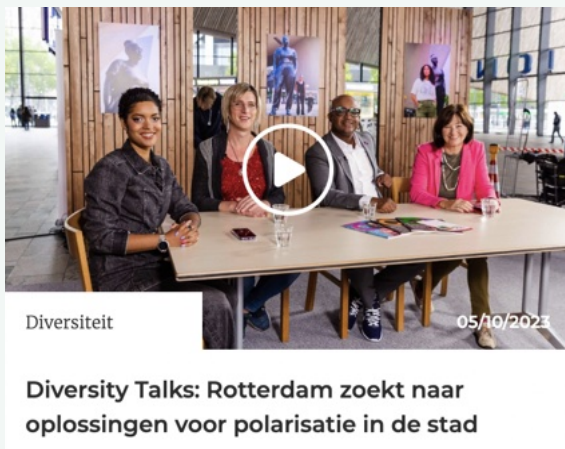 Diversiteit
05/10/2023
Diversity Talks: Rotterdam zoekt naar
oplossingen voor polarisatie in de stad